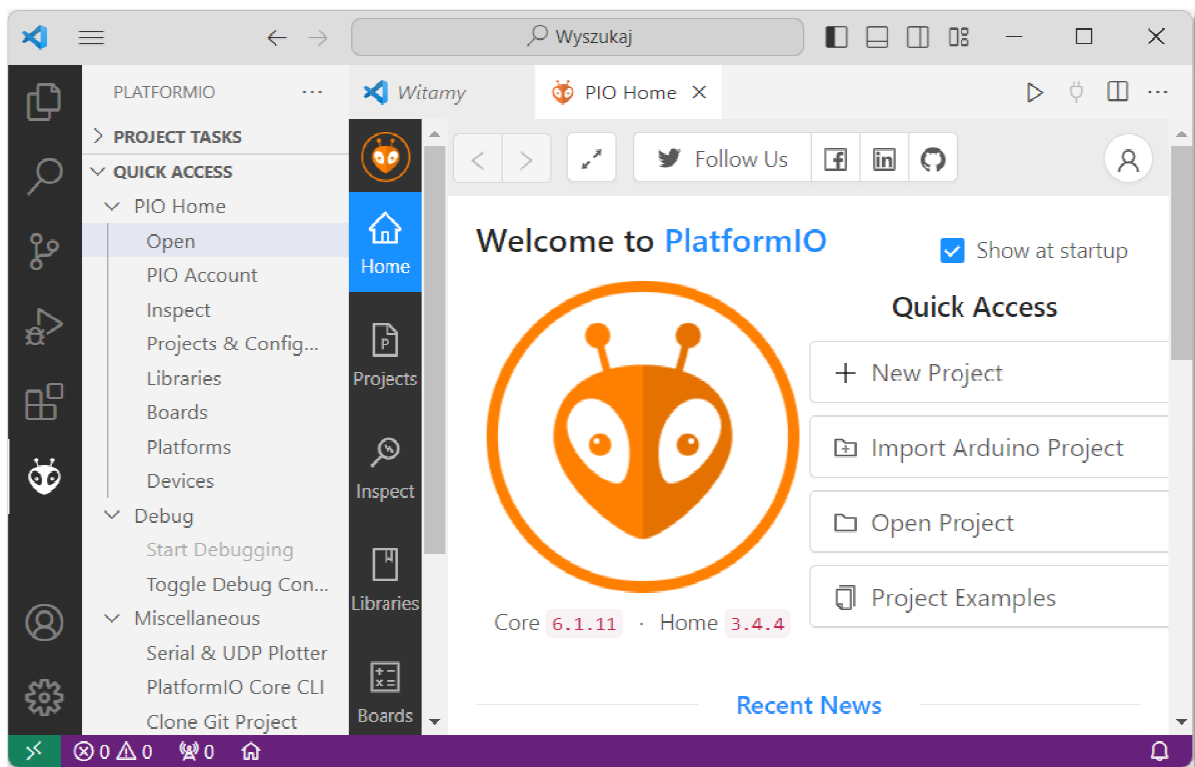 Wyszukaj
PLATFORMIO ...
PROJECT TASKS
QUICK ACCESS
PIO Home
Open
PIO Account
Inspect
Projects & Config...
Libraries
Boards
Platforms
Devices
Debug
Start Debugging
Toggle Debug Con...
Miscellaneous
Serial & UDP Plotter
PlatformIO Core CLI
Clone Git Project
Witamy
PIO Home
Home
Projects
Inspect
Libraries
Boards
Follow Us
Welcome to PlatformIO
Show at startup
Core 6.1.11 · Home 3.4.4
Quick Access
New Project
Import Arduino Project
Open Project
Project Examples
Recent News
0 0 0